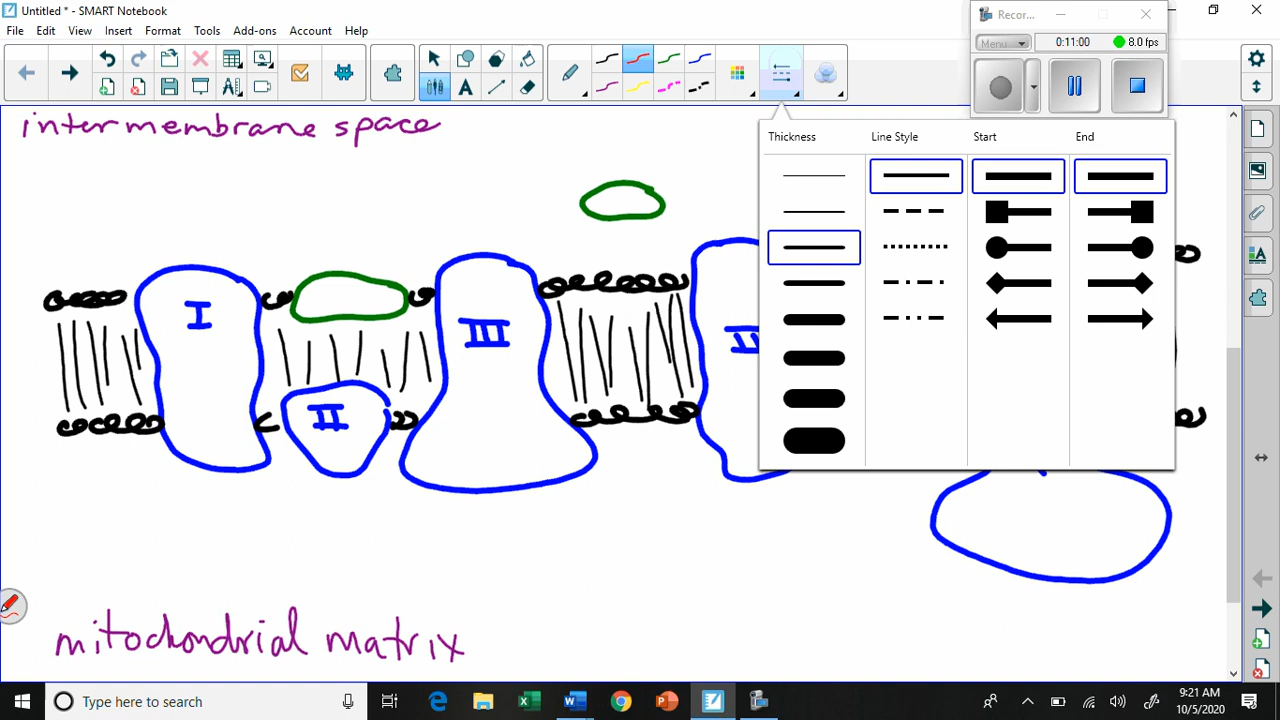 Untitled * - SMART Notebook
Recor...
File Edit View Insert Format Tools Add-ons Account Help
Menu
0:11:00
8.0 fps
intermembrane space
Thickness
Line Style
Start
End
I
III
II
mitochondrial matrix
Type here to search
9:21 AM
10/5/2020